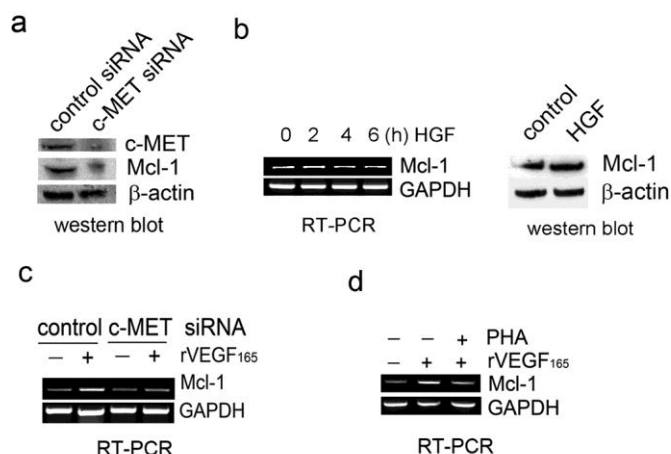 a
control siRNA
c-MET siRNA
c-MET
Mcl-1
β-actin
western blot
b
0 2 4 6 (h) HGF
Mcl-1
GAPDH
RT-PCR
control
HGF
Mcl-1
β-actin
western blot
c
control c-MET siRNA
— + — + rVEGF₁₆₅
Mcl-1
GAPDH
RT-PCR
d
— — + PHA
— + + rVEGF₁₆₅
Mcl-1
GAPDH
RT-PCR